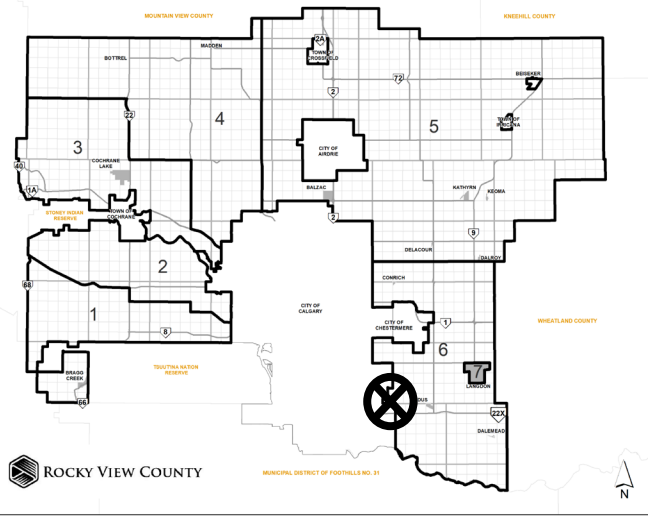 MOUNTAIN VIEW COUNTY
KNEEHILL COUNTY
MADDEN
BOTTREL
2A
TOWN OF
CROSSFIELD
72
BEISEKER
2
22
4
5
TOWN OF
IRRICANA
3
CITY OF
AIRDRIE
40
COCHRANE
LAKE
1A
BALZAC
KATHYRN
KEOMA
STONEY INDIAN
RESERVE
TOWN OF
COCHRANE
2
9
DELACOUR
DALROY
2
CONRICH
68
CITY OF
CALGARY
1
8
CITY OF
CHESTERMERE
1
WHEATLAND COUNTY
6
BRAGG
CREEK
TSUUT'INA NATION
RESERVE
7
LANGDON
66
DUS
22X
DALEMEAD
ROCKY VIEW COUNTY
MUNICIPAL DISTRICT OF FOOTHILLS NO. 31
N